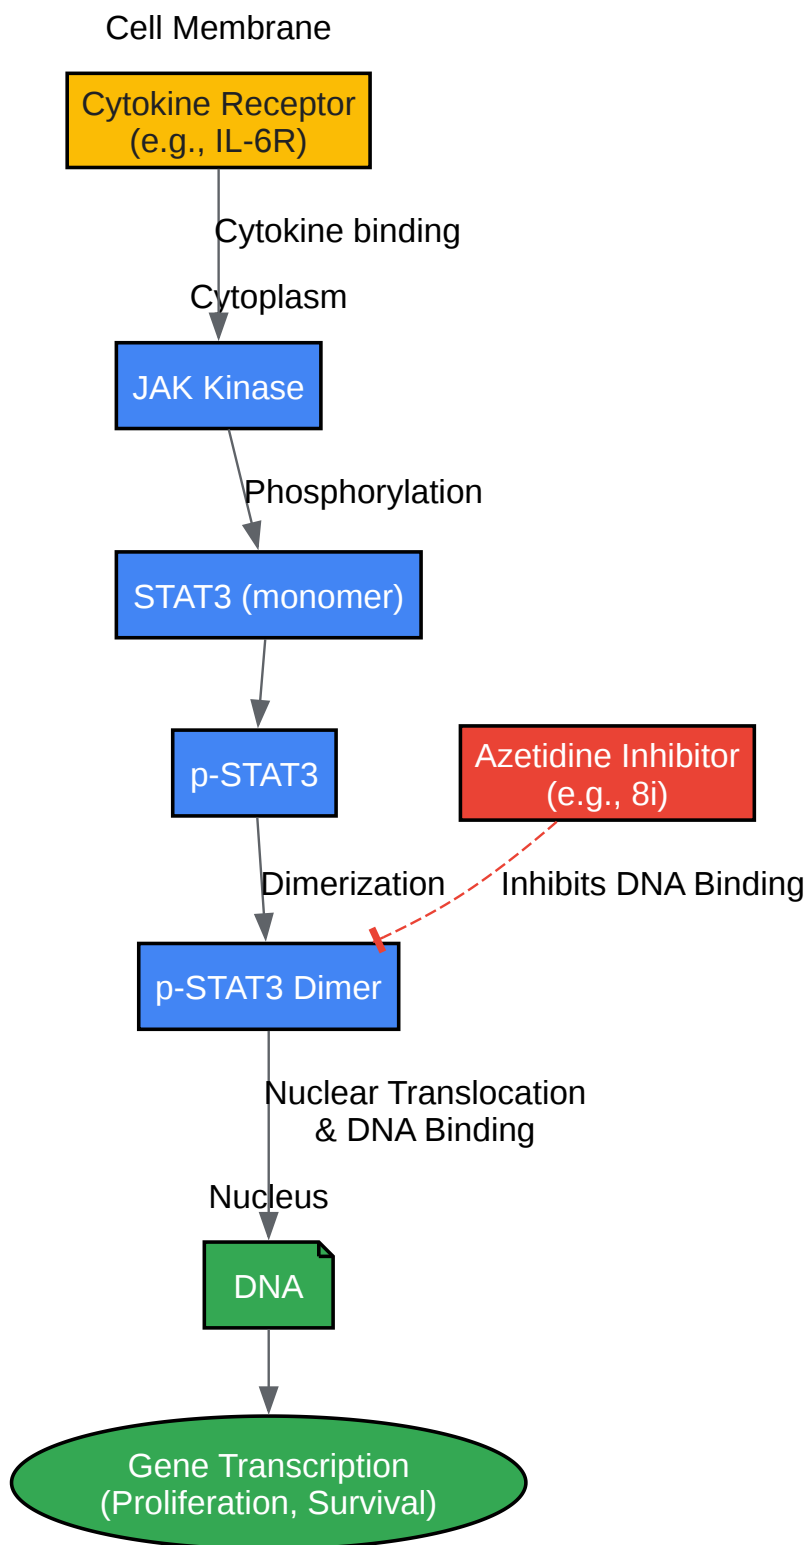 Cell Membrane
Cytokine Receptor
(e.g., IL-6R)
Cytokine binding
Cytoplasm
JAK Kinase
Phosphorylation
STAT3 (monomer)
p-STAT3
Azetidine Inhibitor
(e.g., 8i)
Dimerization
Inhibits DNA Binding
p-STAT3 Dimer
Nuclear Translocation
& DNA Binding
Nucleus
DNA
Gene Transcription
(Proliferation, Survival)